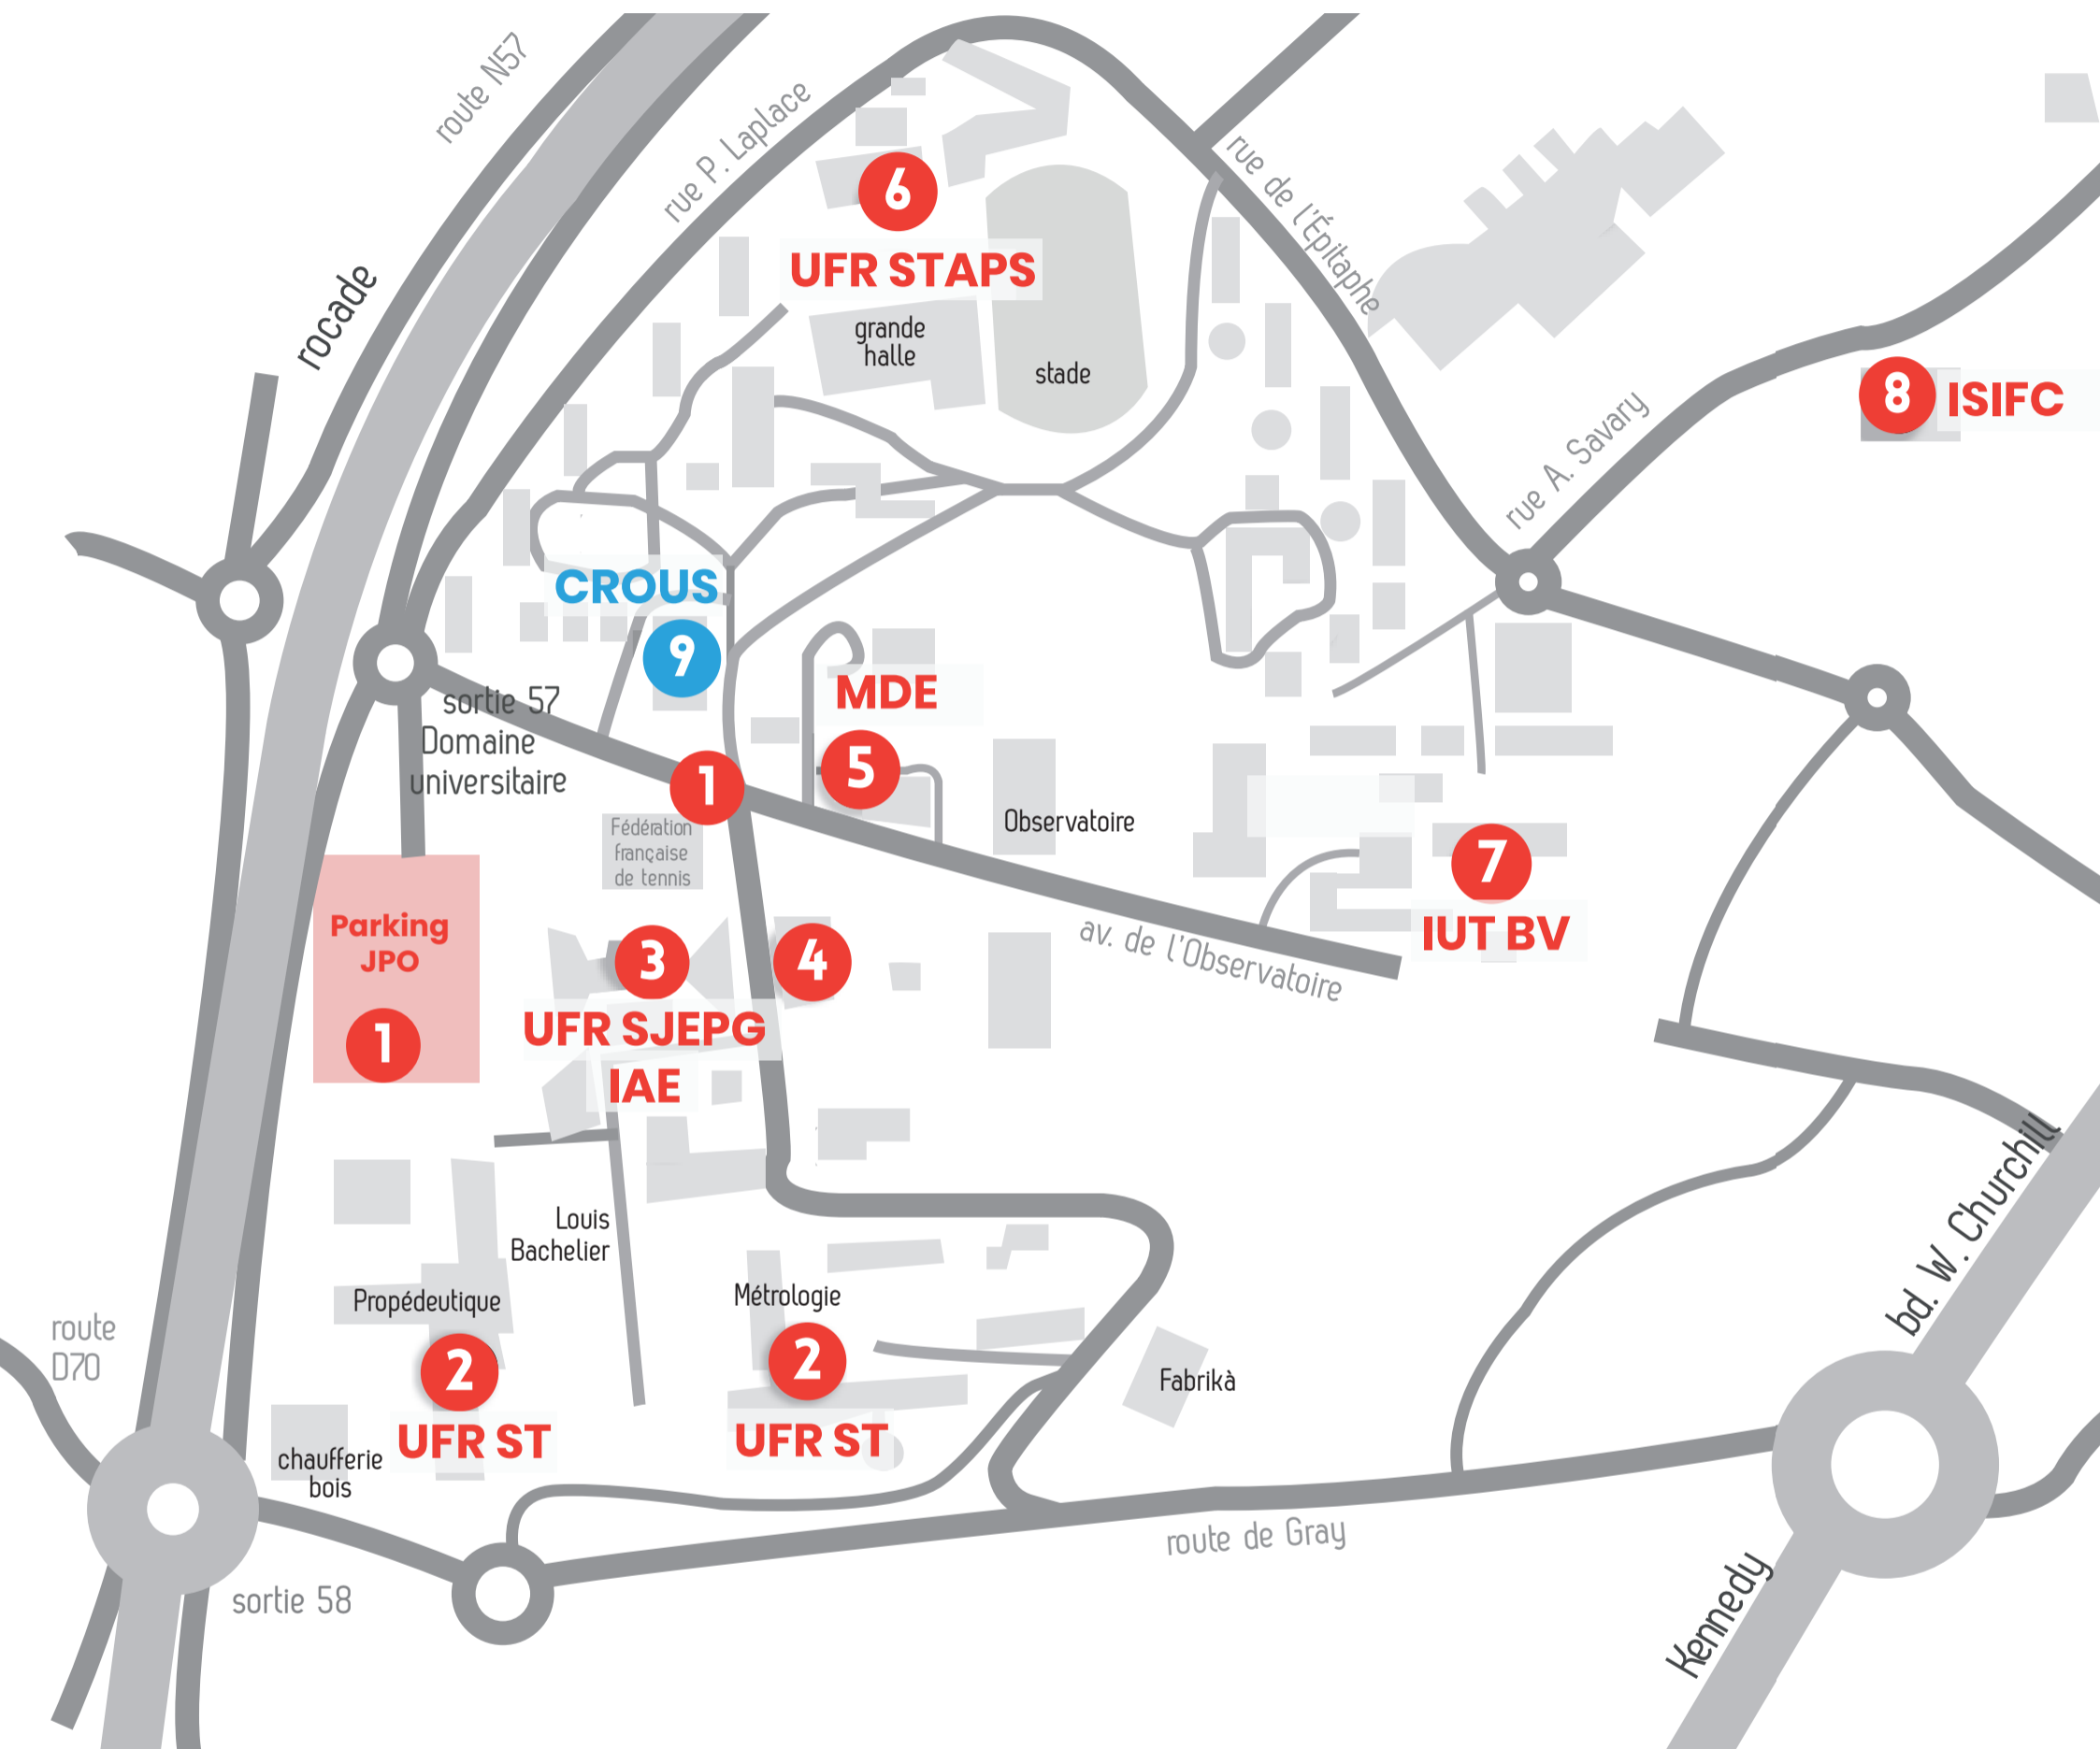 route N57
rue P. Laplace
rocade
6
UFR STAPS
grande
halle
stade
rue de l'Épitaphe
rue A. Savary
8
ISIFC
CROUS
9
MDE
5
sortie 57
Domaine
universitaire
1
Fédération
française
de tennis
Observatoire
7
IUT BV
av. de l'Observatoire
Parking
JPO
1
3
4
UFR SJEPG
IAE
Louis
Bachelier
Propédeutique
2
UFR ST
Métrologie
2
UFR ST
Fabrikà
route
D70
chaufferie
bois
sortie 58
route de Gray
bd. W. Churchill
Kennedy